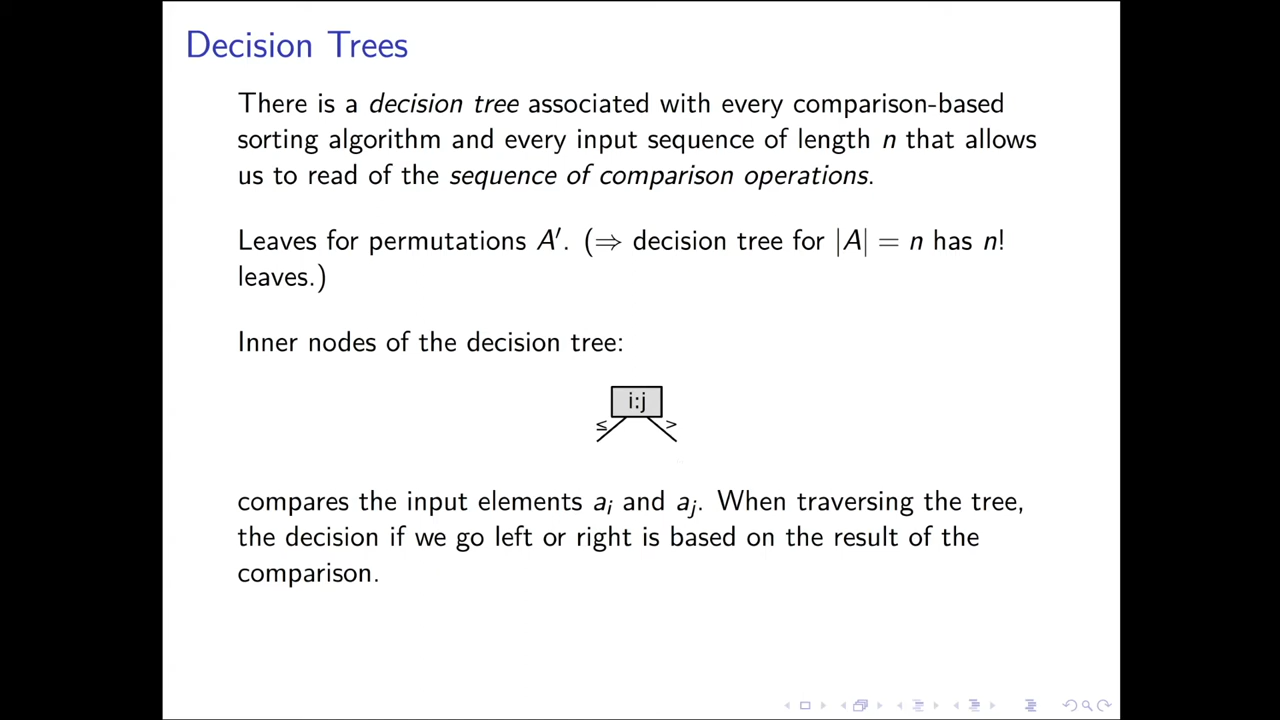 Decision Trees
There is a decision tree associated with every comparison-based
sorting algorithm and every input sequence of length n that allows
us to read of the sequence of comparison operations.
Leaves for permutations A′. (⇒ decision tree for |A| = n has n!
leaves.)
Inner nodes of the decision tree:
i:j
≤ >
compares the input elements aᵢ and aⱼ. When traversing the tree,
the decision if we go left or right is based on the result of the
comparison.